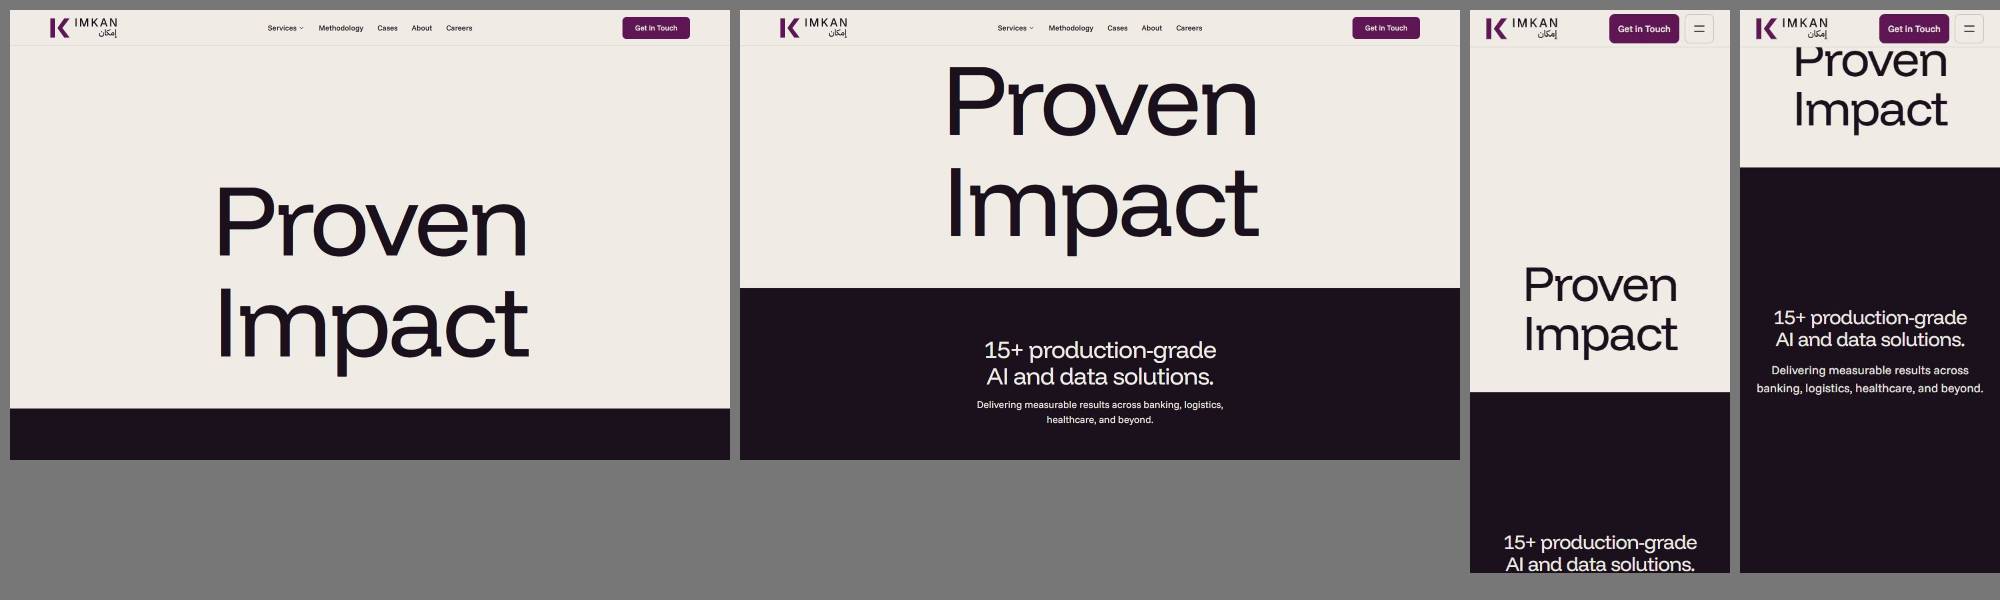 IMKAN
إمكان
Services
Methodology
Cases
About
Careers
Get in Touch
Proven
Impact
IMKAN
إمكان
Services
Methodology
Cases
About
Careers
Get in Touch
Proven
Impact
15+ production-grade
AI and data solutions.
Delivering measurable results across banking, logistics,
healthcare, and beyond.
IMKAN
إمكان
Get in Touch
Proven
Impact
15+ production-grade
AI and data solutions.
IMKAN
إمكان
Get in Touch
Proven
Impact
15+ production-grade
AI and data solutions.
Delivering measurable results across
banking, logistics, healthcare, and beyond.